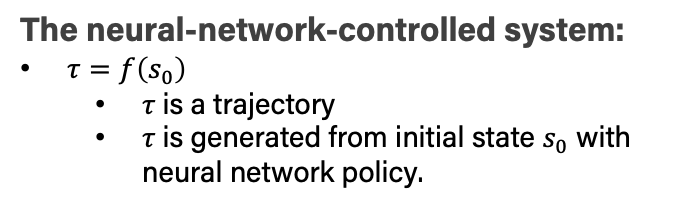 The neural-network-controlled system:
• τ = f(s₀)
• τ is a trajectory
• τ is generated from initial state s₀ with
neural network policy.